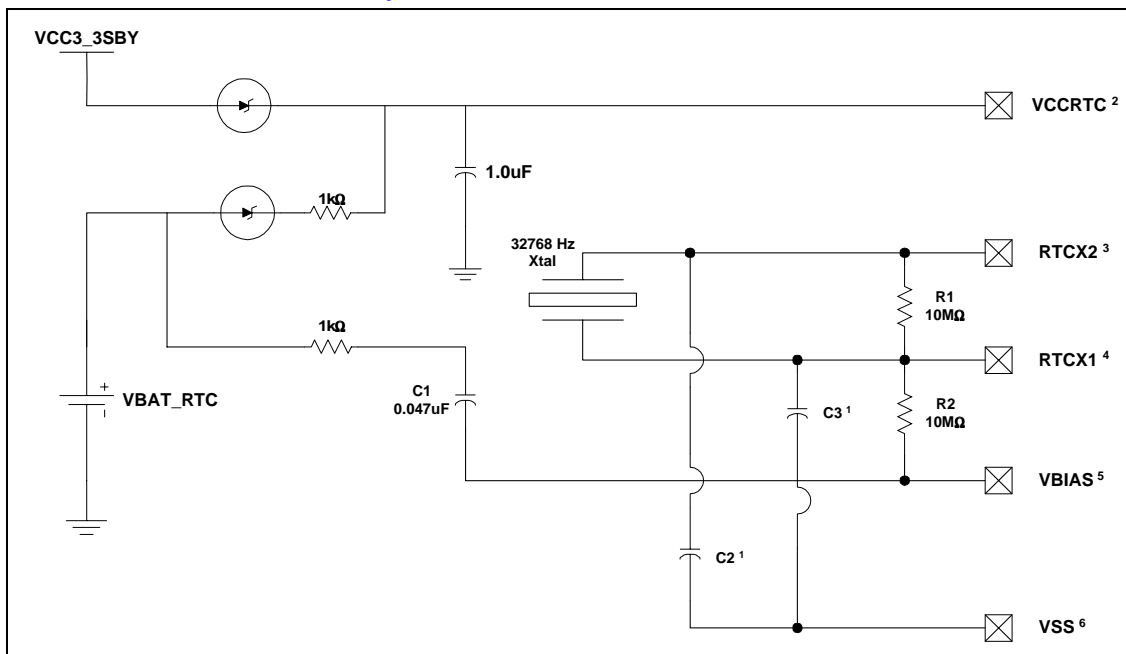 VCC3_3SBY
VCCRTC 2
1.0uF
1kΩ
32768 Hz
Xtal
RTCX2 3
R1
10MΩ
1kΩ
RTCX1 4
C1
0.047uF
VBAT_RTC
+
-
C3 1
R2
10MΩ
VBIAS 5
C2 1
VSS 6